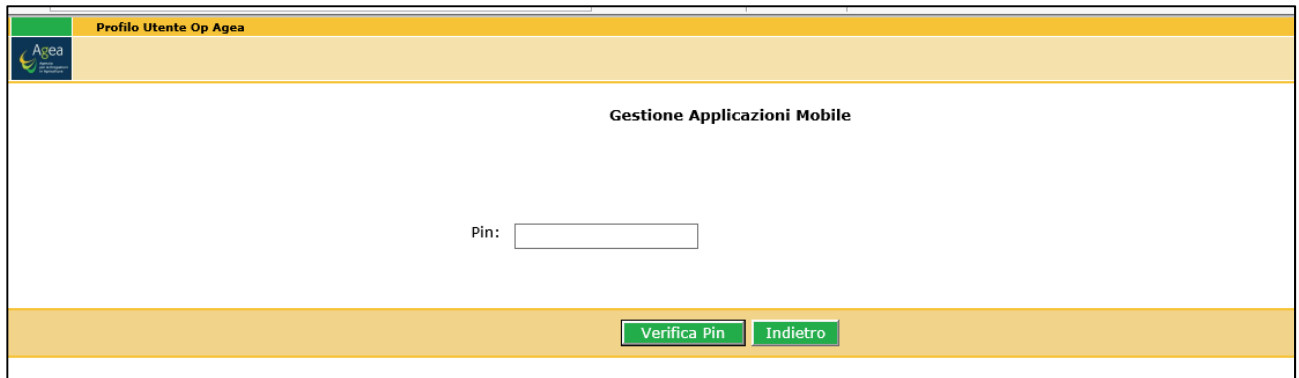 Profilo Utente Op Agea
Agea
Gestione Applicazioni Mobile
Pin:
Verifica Pin
Indietro